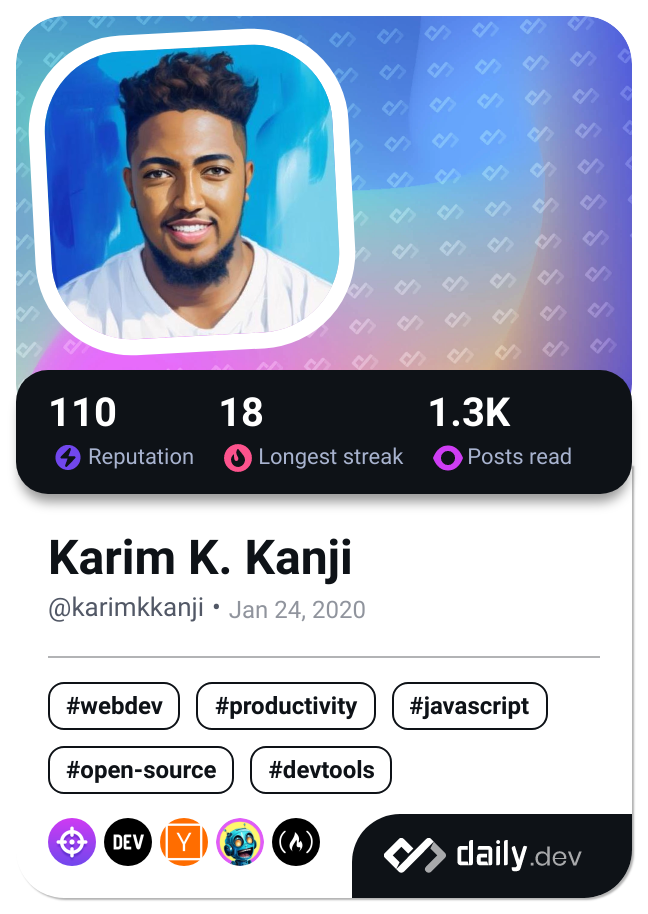 110 18 1.3K
Reputation Longest streak Posts read
Karim K. Kanji
@karimkkanji • Jan 24, 2020
#webdev #productivity #javascript
#open-source #devtools
DEV Y daily.dev